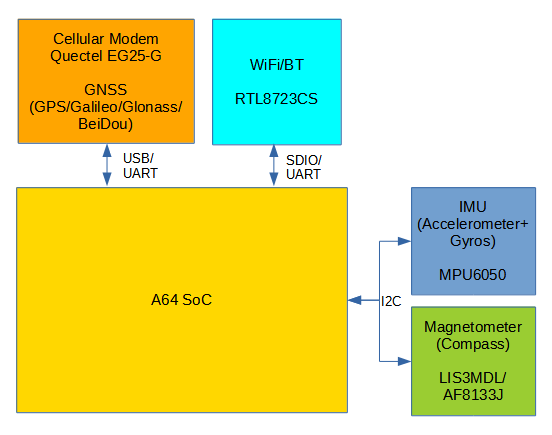 Cellular Modem
Quectel EG25-G
GNSS
(GPS/Galileo/Glonass/
BeiDou)
WiFi/BT
RTL8723CS
USB/
UART
SDIO/
UART
A64 SoC
I2C
IMU
(Accelerometer+
Gyros)
MPU6050
Magnetometer
(Compass)
LIS3MDL/
AF8133J